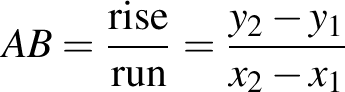 AB = rise/run = (y₂ − y₁)/(x₂ − x₁)